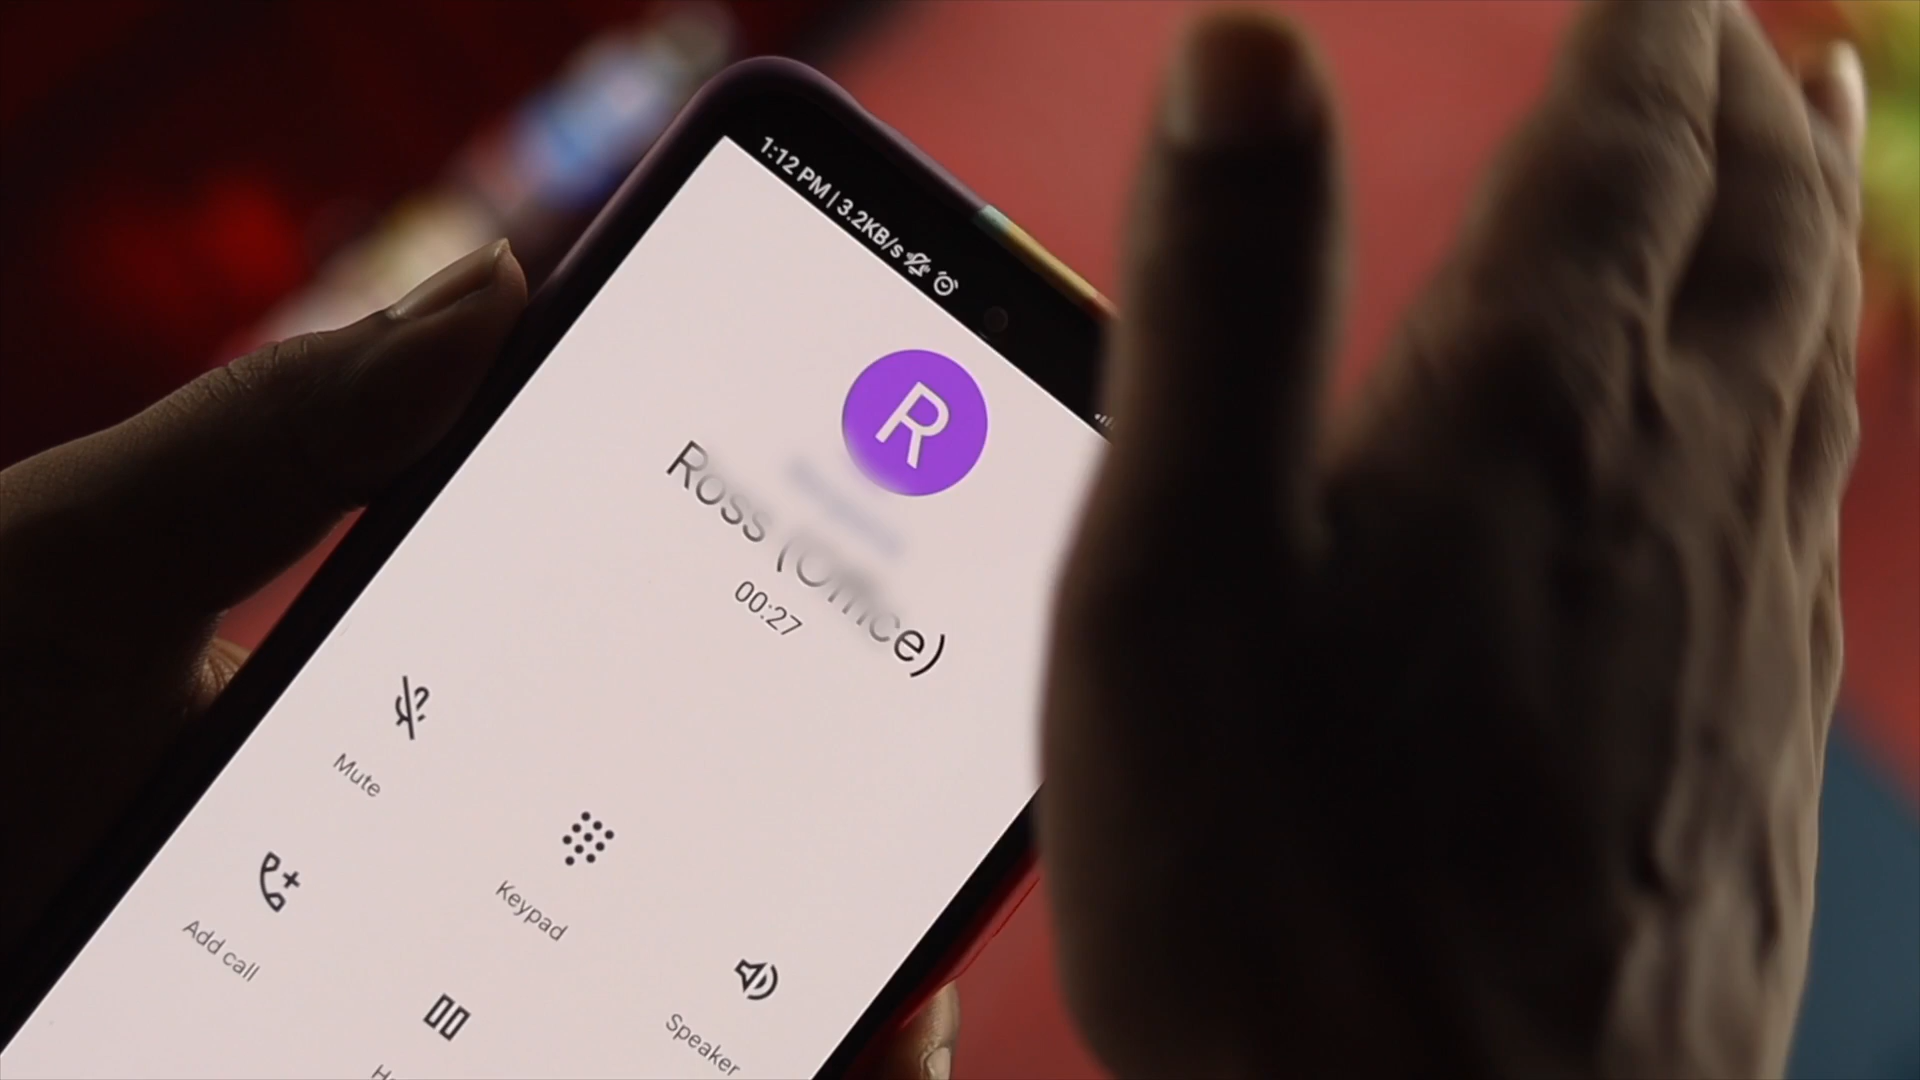 1:12 PM | 3.2KB/s
R
Ross (Office)
00:27
Mute
Keypad
Speaker
Add call